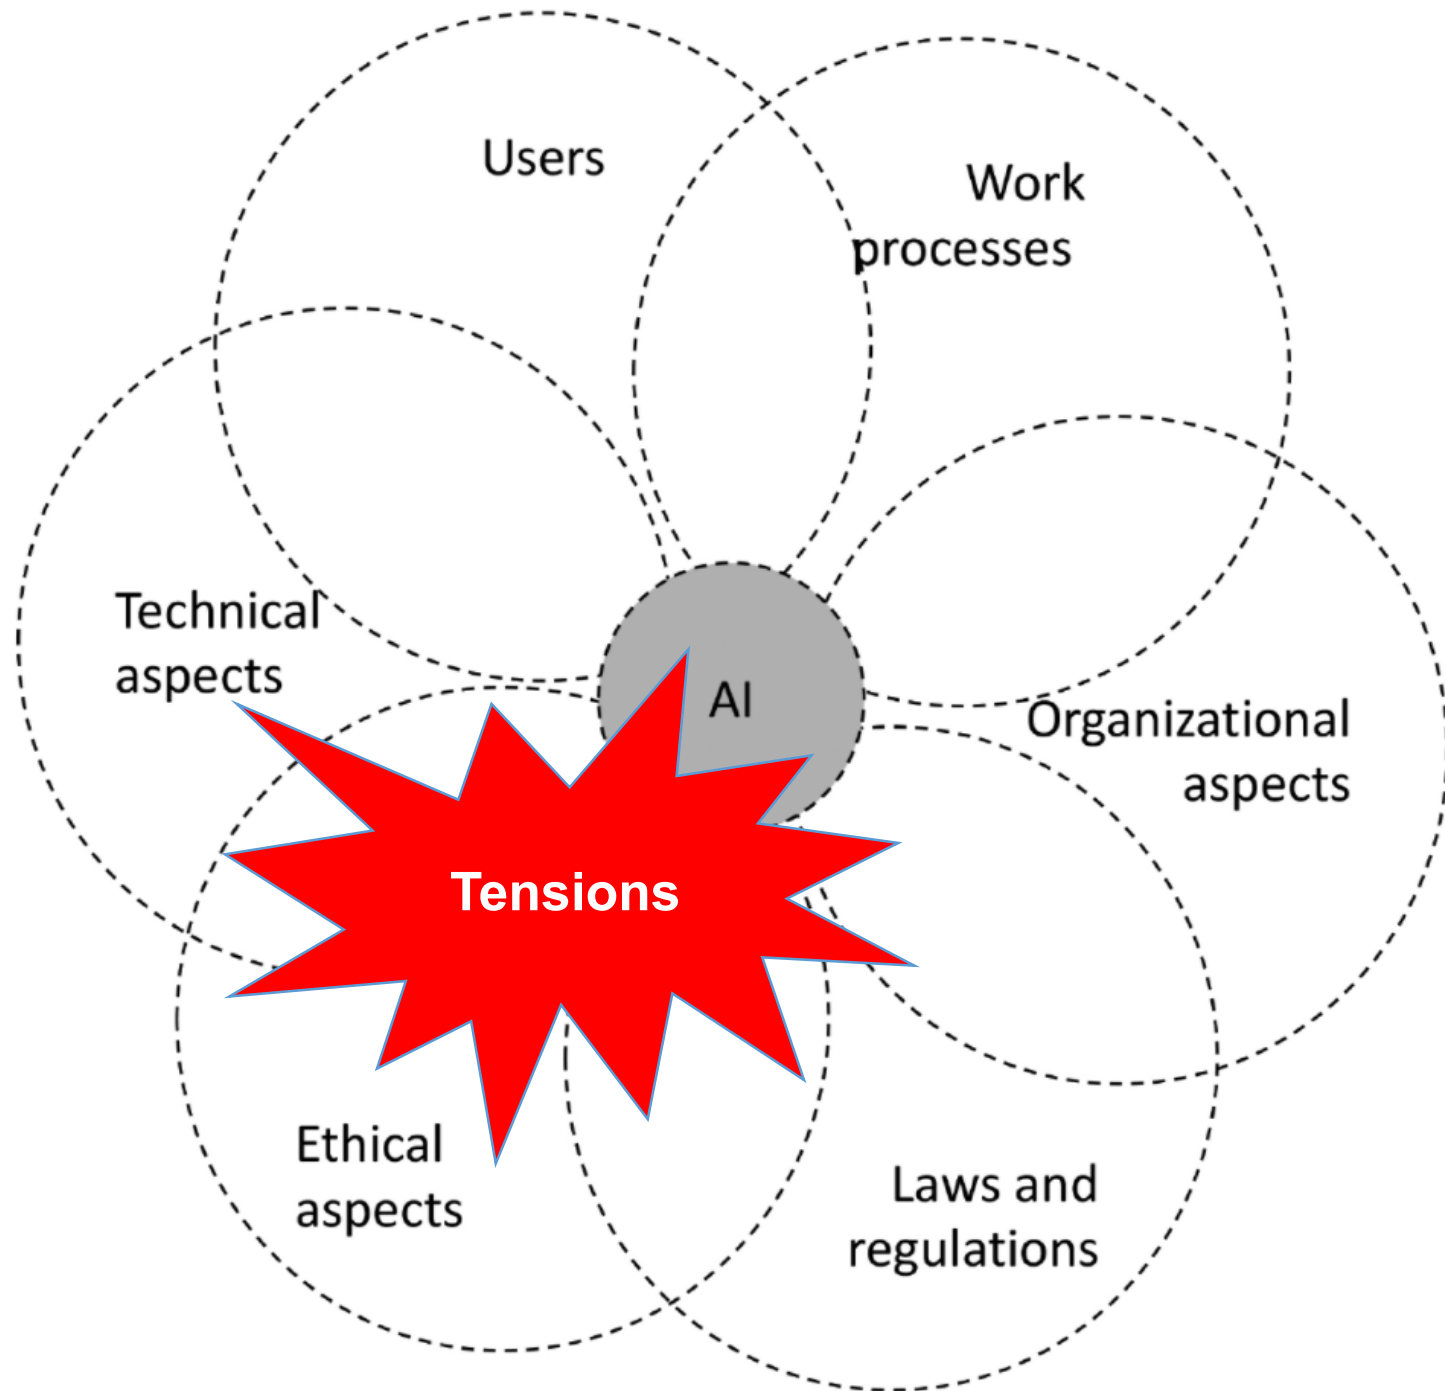 Users
Work
processes
Technical
aspects
AI
Organizational
aspects
Tensions
Ethical
aspects
Laws and
regulations